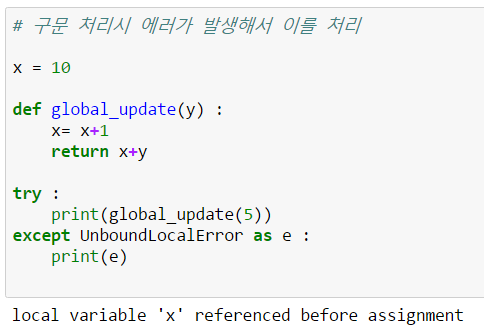 # 구문 처리시 에러가 발생해서 이를 처리
x = 10
def global_update(y) :
x= x+1
return x+y
try :
print(global_update(5))
except UnboundLocalError as e :
print(e)
local variable 'x' referenced before assignment